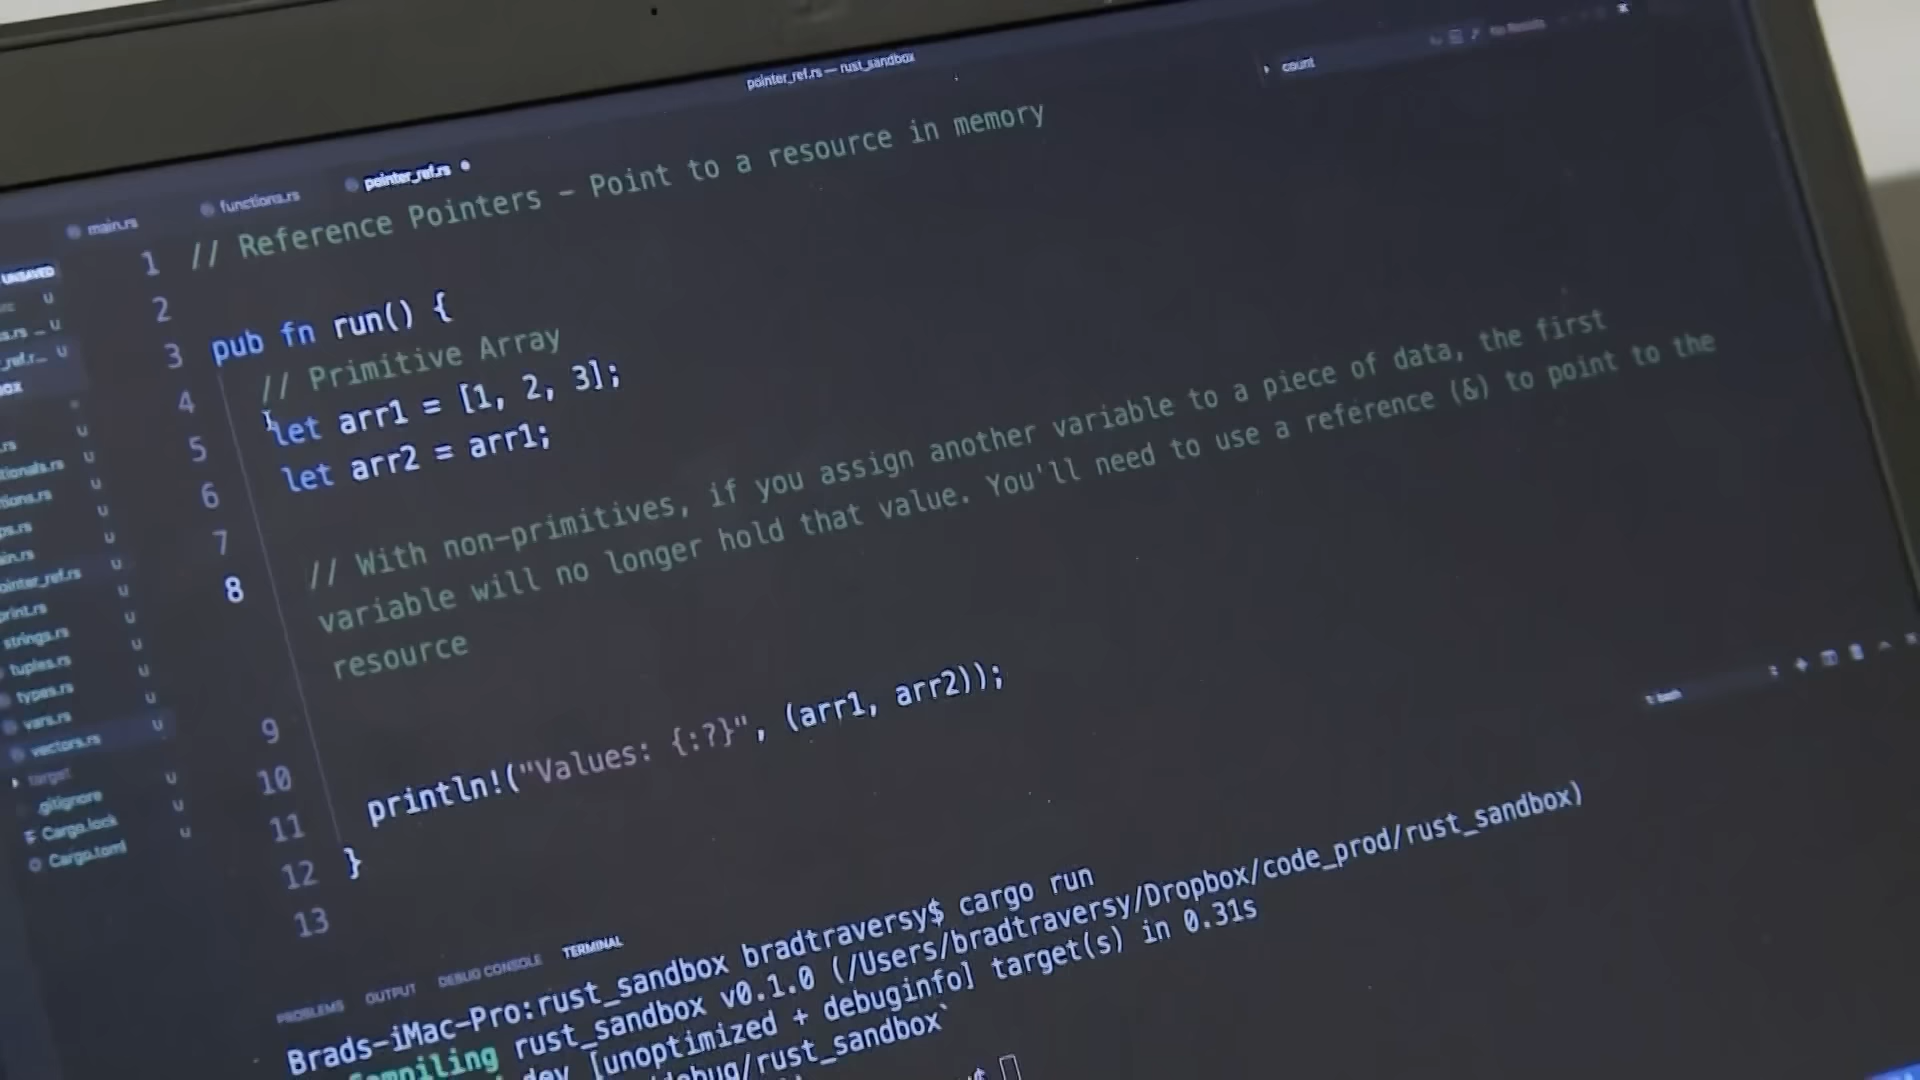 pointer_ref.rs — rust_sandbox
count
main.rs
functions.rs
pointer_ref.rs
UNSAVED
1 // Reference Pointers - Point to a resource in memory
2
3 pub fn run() {
4 // Primitive Array
5 let arr1 = [1, 2, 3];
6 let arr2 = arr1;
7
8 // With non-primitives, if you assign another variable to a piece of data, the first
variable will no longer hold that value. You'll need to use a reference (&) to point to the
resource
9
10 println!("Values: {:?}", (arr1, arr2));
11 }
12
13
print.rs U
strings.rs U
tuples.rs U
types.rs U
vars.rs U
vectors.rs U
target
.gitignore U
Cargo.lock U
Cargo.toml U
PROBLEMS OUTPUT DEBUG CONSOLE TERMINAL
bash
Brads-iMac-Pro:rust_sandbox bradtraversy$ cargo run
Compiling rust_sandbox v0.1.0 (/Users/bradtraversy/Dropbox/code_prod/rust_sandbox)
dev [unoptimized + debuginfo] target(s) in 0.31s
/debug/rust_sandbox`